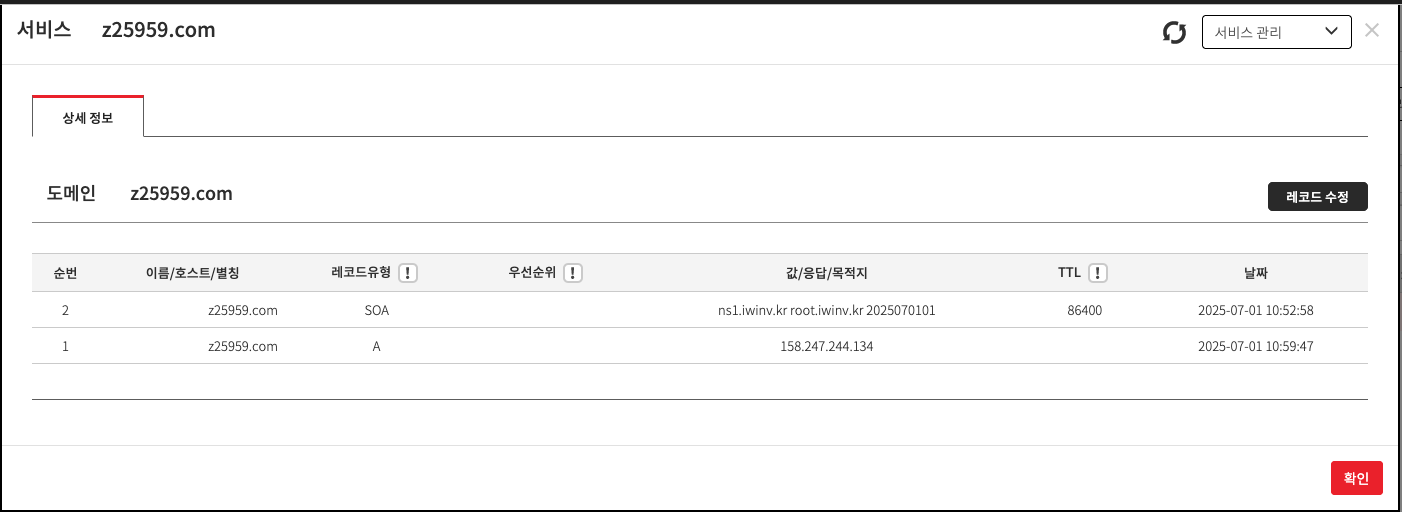 서비스 z25959.com 서비스 관리
상세 정보
도메인 z25959.com 레코드 수정
순번 이름/호스트/별칭 레코드유형 ! 우선순위 ! 값/응답/목적지 TTL ! 날짜
2 z25959.com SOA ns1.iwinv.kr root.iwinv.kr 2025070101 86400 2025-07-01 10:52:58
1 z25959.com A 158.247.244.134 2025-07-01 10:59:47
확인